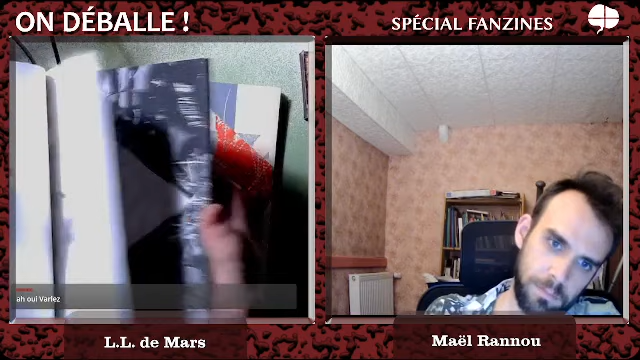 ON DÉBALLE !
SPÉCIAL FANZINES
ah oui Varlez
L.L. de Mars
Maël Rannou